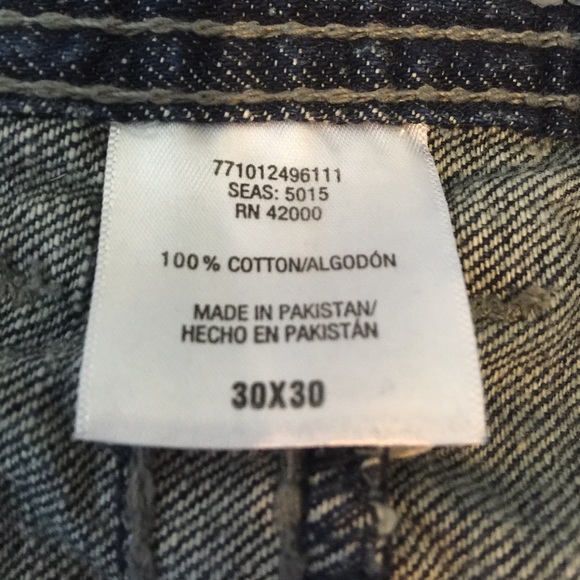 771012496111
SEAS: 5015
RN 42000
100% COTTON/ALGODÓN
MADE IN PAKISTAN/
HECHO EN PAKISTÁN
30X30